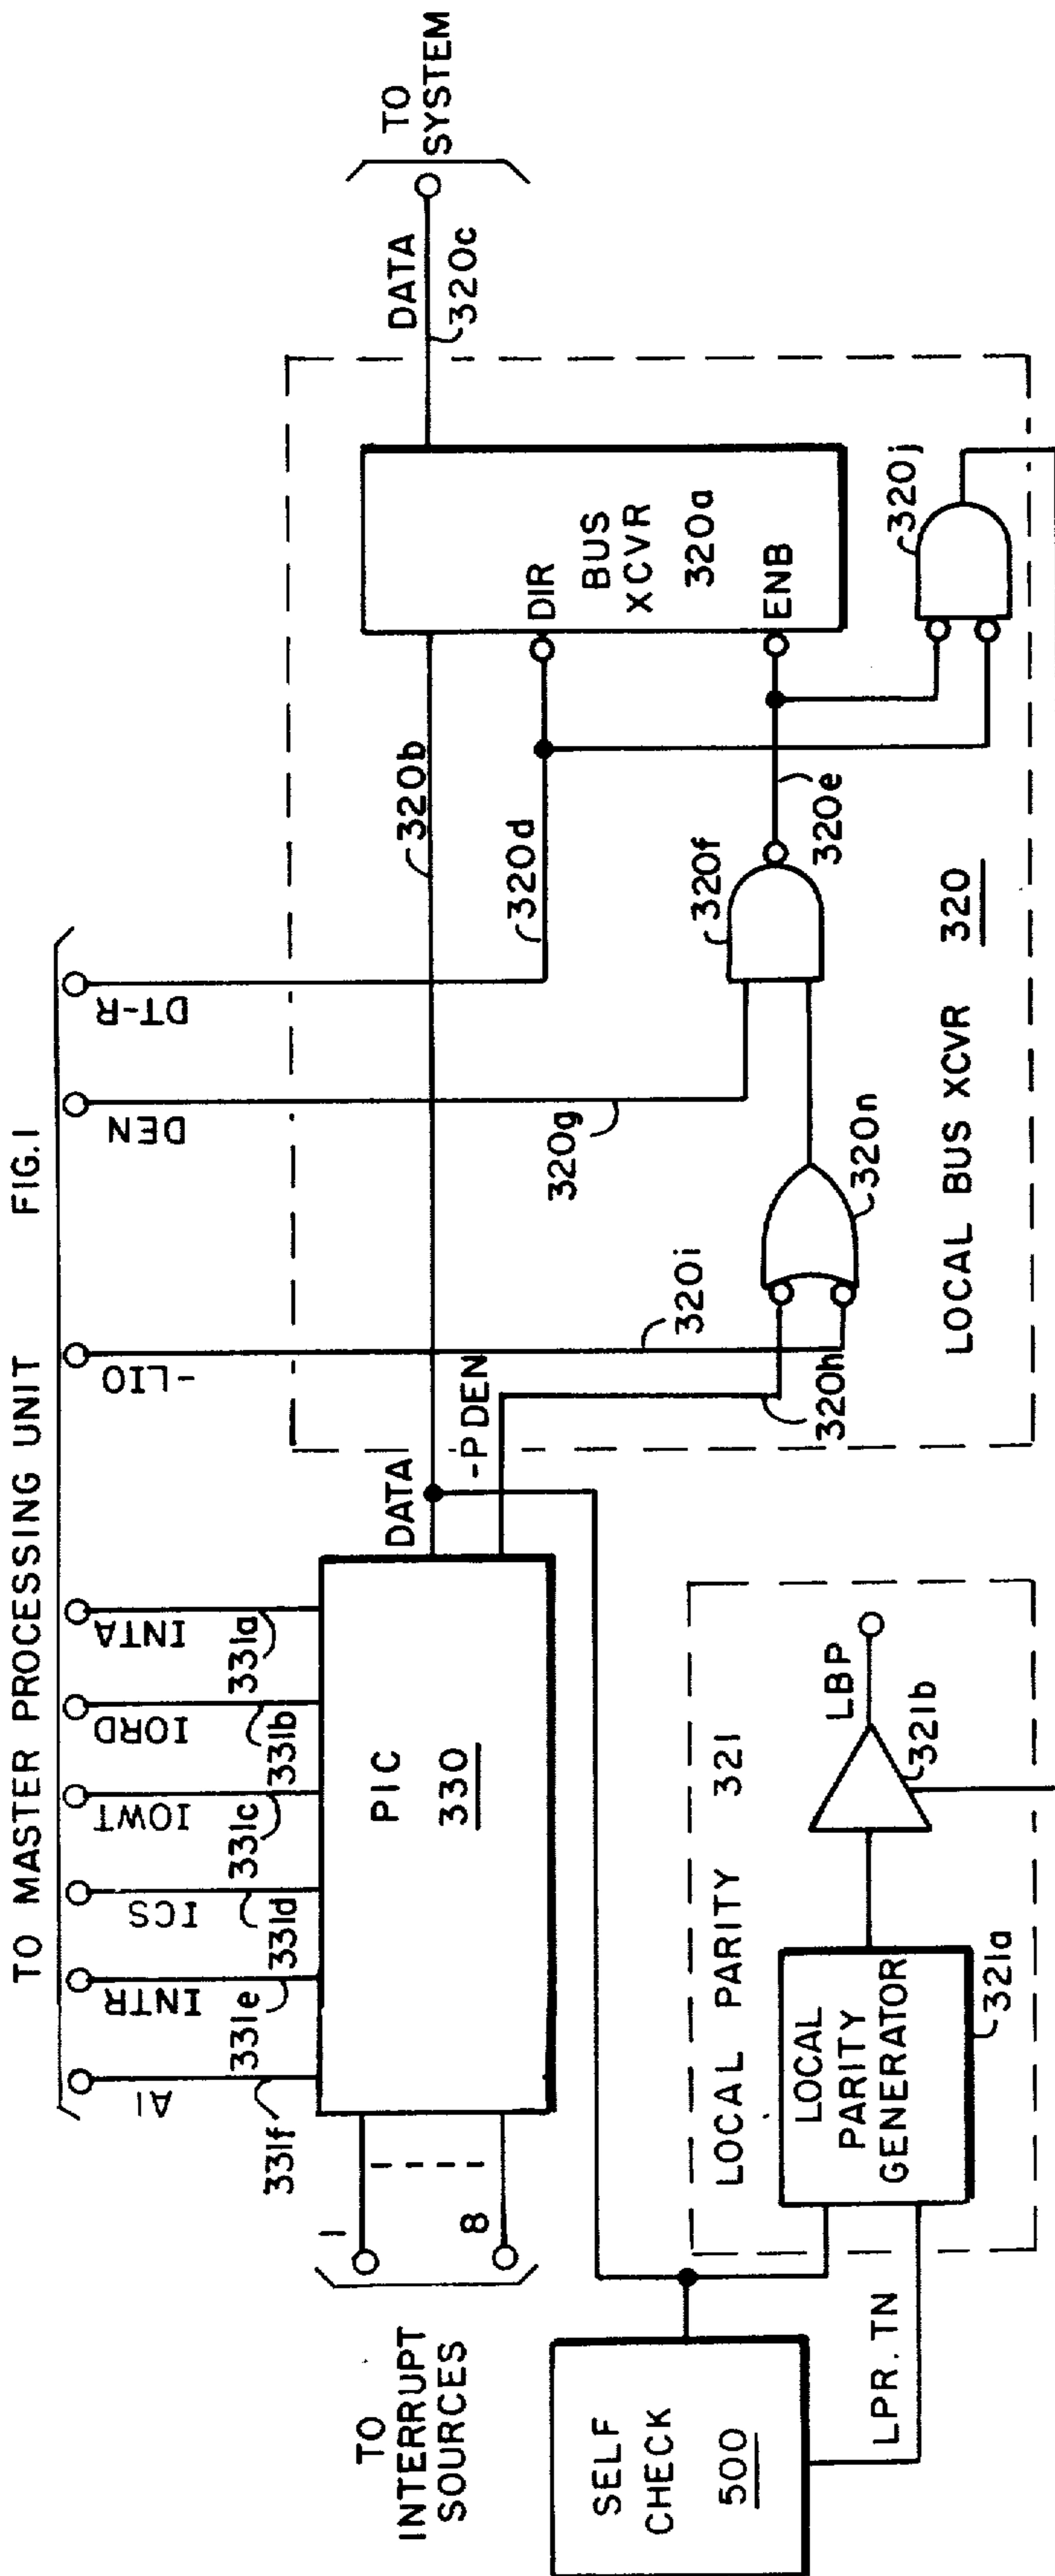 TO MASTER PROCESSING UNIT FIG.1
A1
INTR
ICS
IOWT
IORD
INTA
-LIO
DEN
DT-R
331f
331e
331d
331c
331b
331a
TO
INTERRUPT
SOURCES
1
8
PIC
330
DATA
-PDEN
320h
320i
320g
320n
320f
320d
320b
320e
DIR
BUS
XCVR
320a
ENB
320j
DATA
320c
TO
SYSTEM
LOCAL BUS XCVR 320
SELF
CHECK
500
LPR. TN
LOCAL PARITY 321
LOCAL
PARITY
GENERATOR
321a
321b
LBP